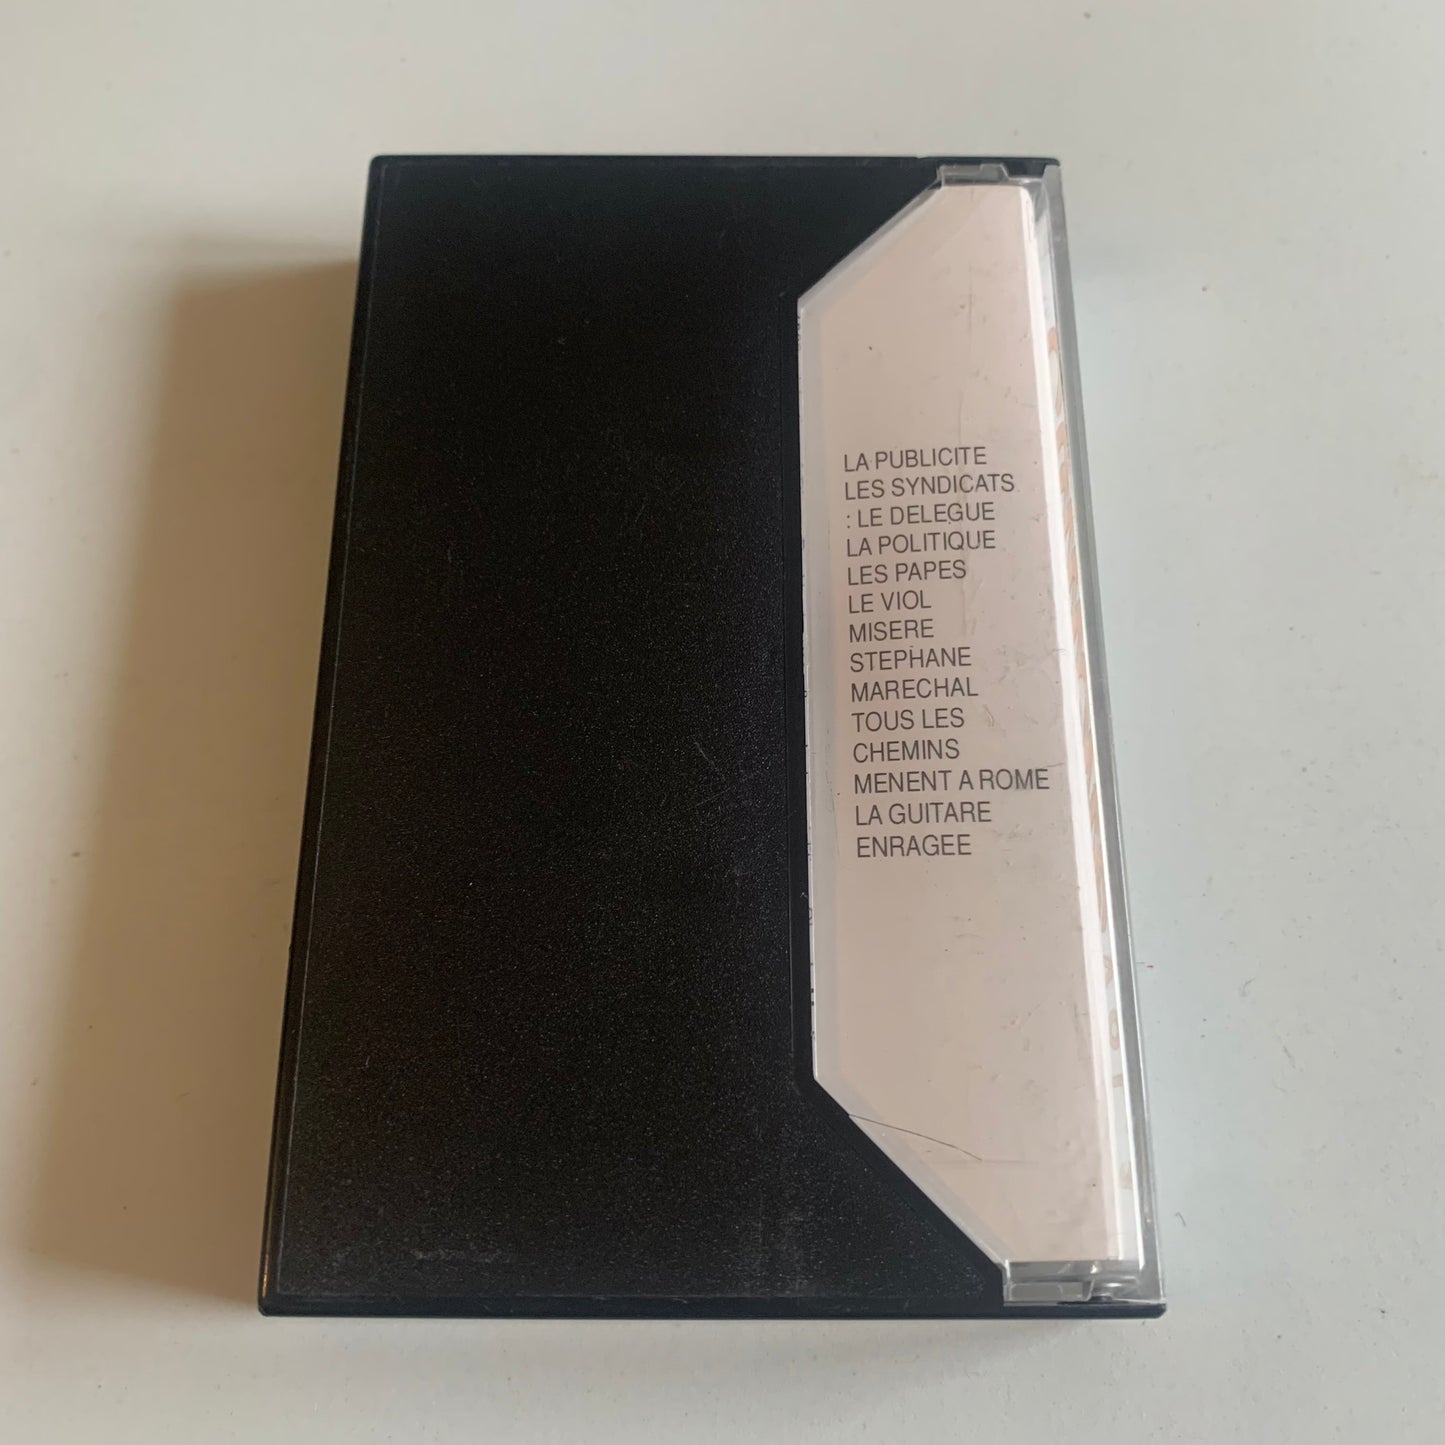 LA PUBLICITE
LES SYNDICATS
: LE DELEGUE
LA POLITIQUE
LES PAPES
LE VIOL
MISERE
STEPHANE
MARECHAL
TOUS LES
CHEMINS
MENENT A ROME
LA GUITARE
ENRAGEE